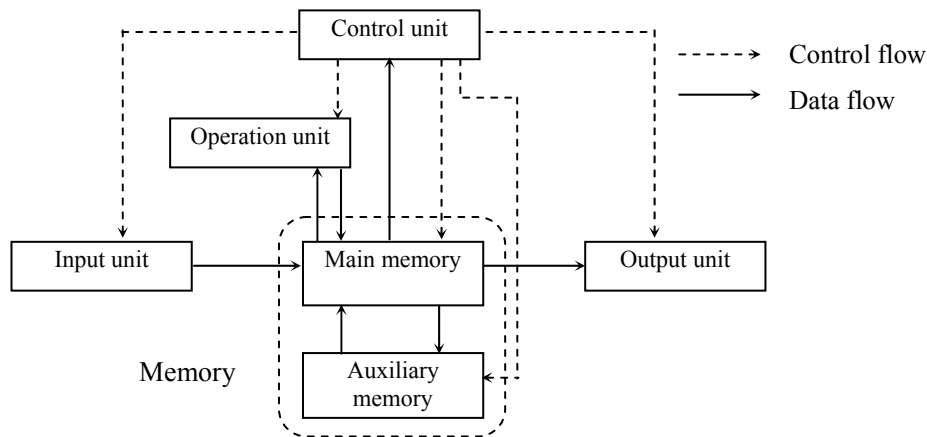 Control unit
Control flow
Data flow
Operation unit
Input unit
Main memory
Output unit
Memory
Auxiliary
memory